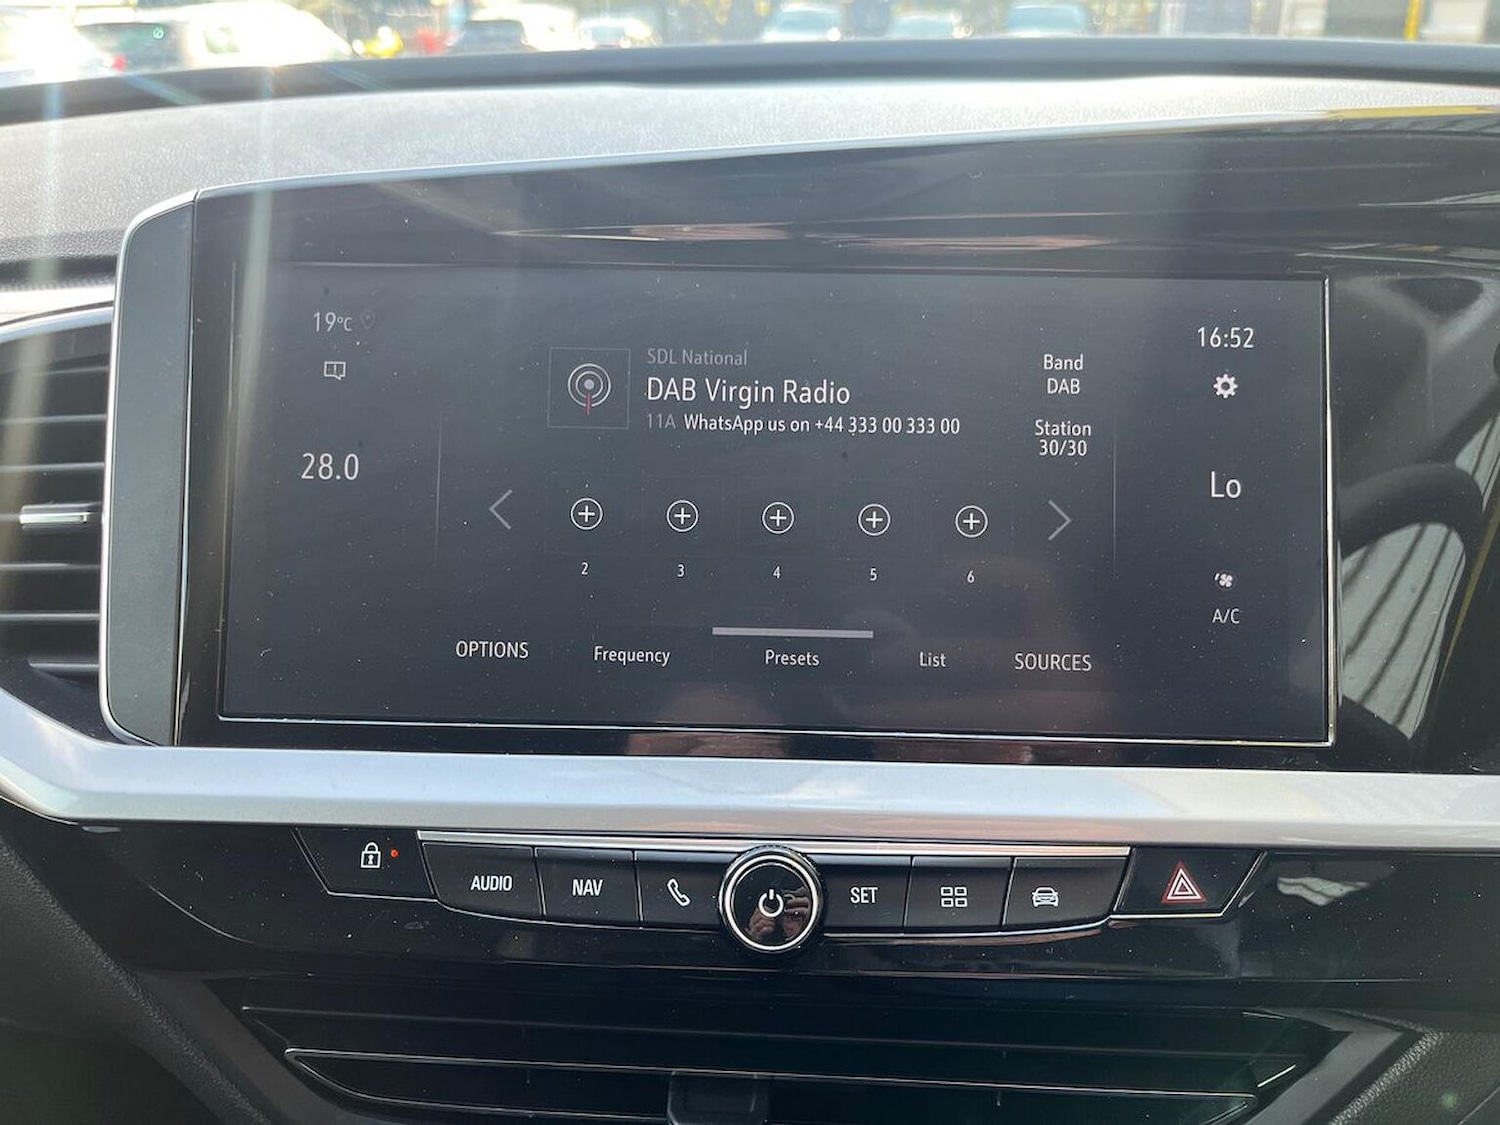 19°C
16:52
SDL National
DAB Virgin Radio
11A WhatsApp us on +44 333 00 333 00
Band
DAB
Station
30/30
28.0
Lo
2 3 4 5 6
A/C
OPTIONS Frequency Presets List SOURCES
AUDIO NAV SET